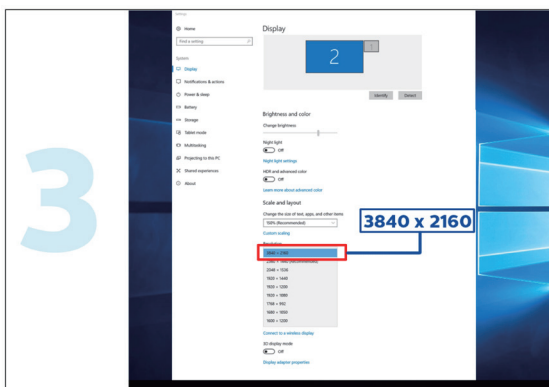 3
Settings
Home
Find a setting
System
Display
Notifications & actions
Power & sleep
Battery
Storage
Tablet mode
Multitasking
Projecting to this PC
Shared experiences
About
Display
2
1
Identify
Detect
Brightness and color
Change brightness
Night light
Off
Night light settings
HDR and advanced color
Off
Learn more about advanced color
Scale and layout
Change the size of text, apps, and other items
100% (Recommended)
Custom scaling
Resolution
3840 × 2160
3840 x 2160
2048 × 1536
1920 × 1440
1920 × 1200
1920 × 1080
1768 × 992
1680 × 1050
1600 × 1200
Connect to a wireless display
3D display mode
Off
Display adapter properties